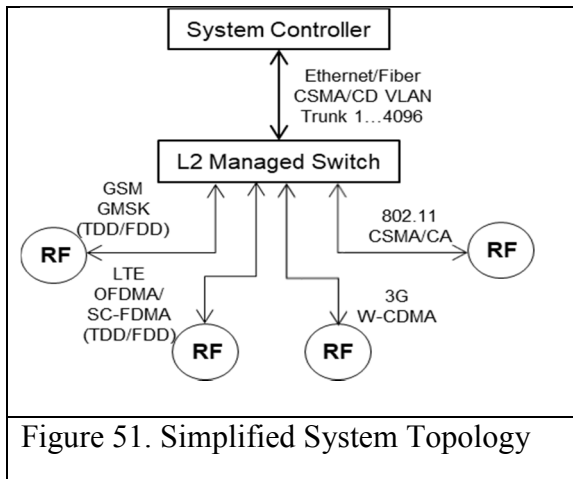 System Controller
Ethernet/Fiber
CSMA/CD VLAN
Trunk 1...4096
L2 Managed Switch
GSM
GMSK
(TDD/FDD)
RF
802.11
CSMA/CA
RF
LTE
OFDMA/
SC-FDMA
(TDD/FDD)
RF
3G
W-CDMA
RF
Figure 51. Simplified System Topology